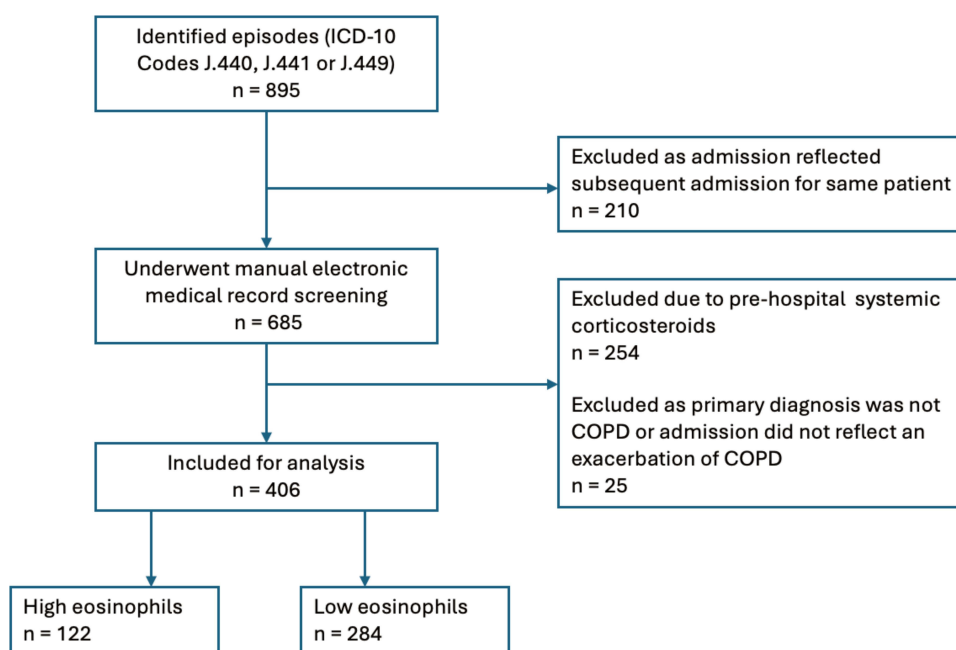 Identified episodes (ICD-10
Codes J.440, J.441 or J.449)
n = 895
Excluded as admission reflected
subsequent admission for same patient
n = 210
Underwent manual electronic
medical record screening
n = 685
Excluded due to pre-hospital systemic
corticosteroids
n = 254
Excluded as primary diagnosis was not
COPD or admission did not reflect an
exacerbation of COPD
n = 25
Included for analysis
n = 406
High eosinophils
n = 122
Low eosinophils
n = 284